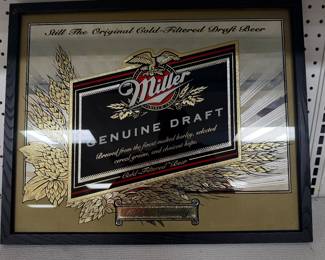 Still The Original Cold-Filtered Draft Beer
Miller
GENUINE DRAFT
Brewed from the finest malted barley, selected
cereal grains, and choicest hops.
Cold-Filtered Beer